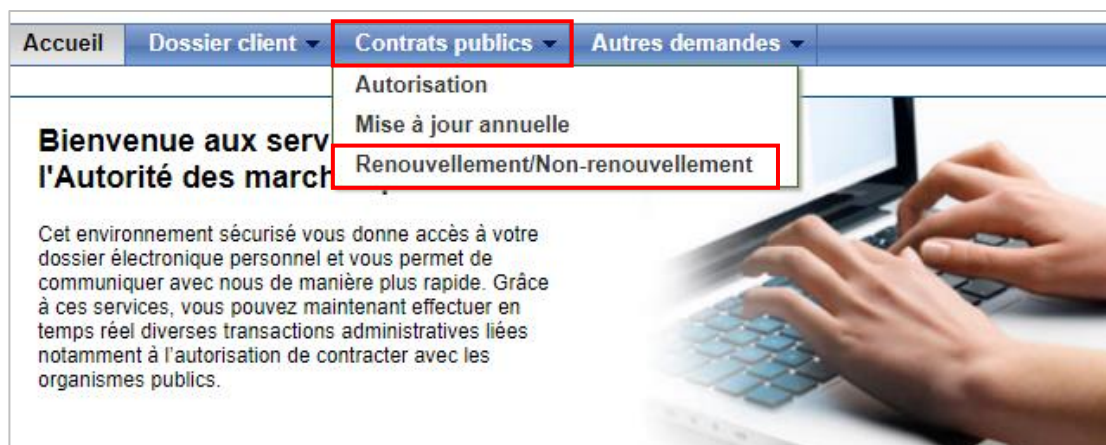 Accueil Dossier client Contrats publics Autres demandes
Autorisation
Mise à jour annuelle
Renouvellement/Non-renouvellement
Bienvenue aux serv
l'Autorité des march
Cet environnement sécurisé vous donne accès à votre
dossier électronique personnel et vous permet de
communiquer avec nous de manière plus rapide. Grâce
à ces services, vous pouvez maintenant effectuer en
temps réel diverses transactions administratives liées
notamment à l'autorisation de contracter avec les
organismes publics.